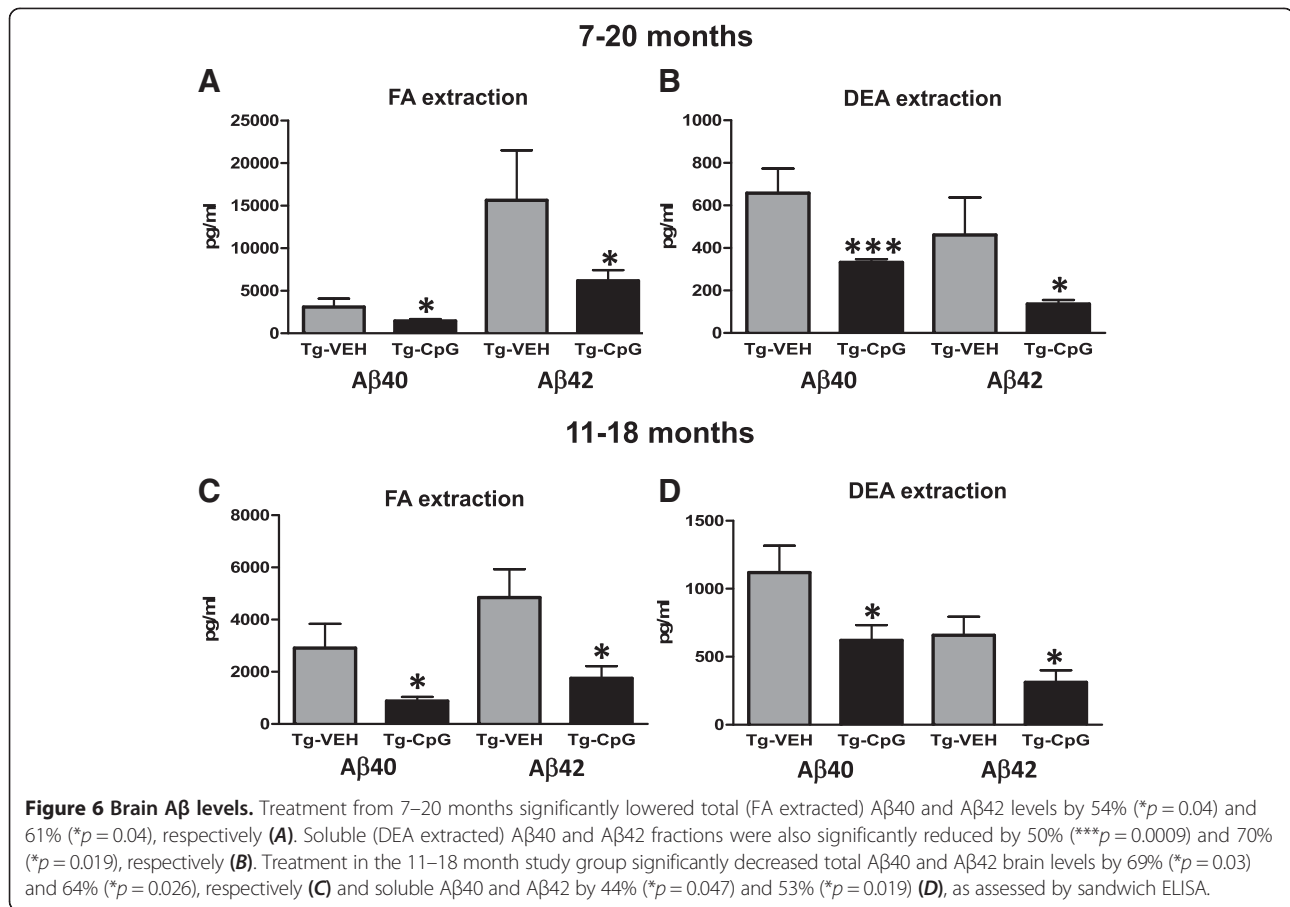 7-20 months
A
FA extraction
25000
20000
15000
10000
5000
0
pg/ml
*
*
Tg-VEH Tg-CpG Tg-VEH Tg-CpG
Aβ40 Aβ42
B
DEA extraction
1000
800
600
400
200
0
pg/ml
***
*
Tg-VEH Tg-CpG Tg-VEH Tg-CpG
Aβ40 Aβ42
11-18 months
C
FA extraction
8000
6000
4000
2000
0
pg/ml
*
*
Tg-VEH Tg-CpG Tg-VEH Tg-CpG
Aβ40 Aβ42
D
DEA extraction
1500
1000
500
0
pg/ml
*
*
Tg-VEH Tg-CpG Tg-VEH Tg-CpG
Aβ40 Aβ42
Figure 6 Brain Aβ levels. Treatment from 7–20 months significantly lowered total (FA extracted) Aβ40 and Aβ42 levels by 54% (*p = 0.04) and
61% (*p = 0.04), respectively (A). Soluble (DEA extracted) Aβ40 and Aβ42 fractions were also significantly reduced by 50% (***p = 0.0009) and 70%
(*p = 0.019), respectively (B). Treatment in the 11–18 month study group significantly decreased total Aβ40 and Aβ42 brain levels by 69% (*p = 0.03)
and 64% (*p = 0.026), respectively (C) and soluble Aβ40 and Aβ42 by 44% (*p = 0.047) and 53% (*p = 0.019) (D), as assessed by sandwich ELISA.